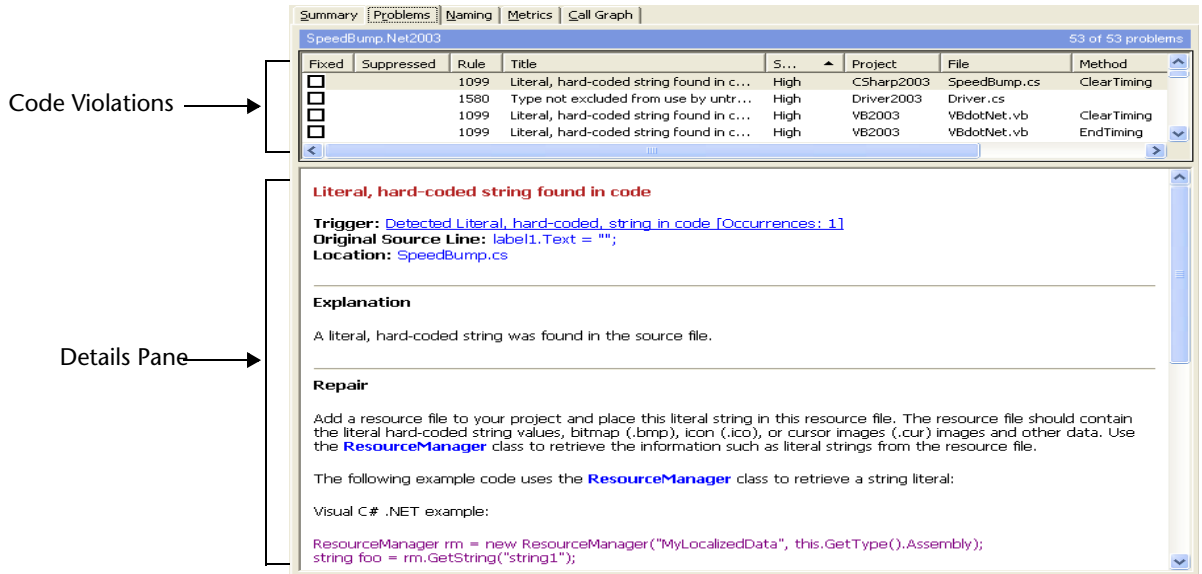 Summary Problems Naming Metrics Call Graph
SpeedBump.Net2003 53 of 53 problems
Fixed Suppressed Rule Title S... Project File Method
1099 Literal, hard-coded string found in c... High CSharp2003 SpeedBump.cs ClearTiming
1580 Type not excluded from use by untr... High Driver2003 Driver.cs
1099 Literal, hard-coded string found in c... High VB2003 VBdotNet.vb ClearTiming
1099 Literal, hard-coded string found in c... High VB2003 VBdotNet.vb EndTiming
Code Violations
Literal, hard-coded string found in code
Trigger: Detected Literal, hard-coded, string in code [Occurrences: 1]
Original Source Line: label1.Text = "";
Location: SpeedBump.cs
Explanation
A literal, hard-coded string was found in the source file.
Details Pane
Repair
Add a resource file to your project and place this literal string in this resource file. The resource file should contain
the literal hard-coded string values, bitmap (.bmp), icon (.ico), or cursor images (.cur) images and other data. Use
the ResourceManager class to retrieve the information such as literal strings from the resource file.
The following example code uses the ResourceManager class to retrieve a string literal:
Visual C# .NET example:
ResourceManager rm = new ResourceManager("MyLocalizedData", this.GetType().Assembly);
string foo = rm.GetString("string1");